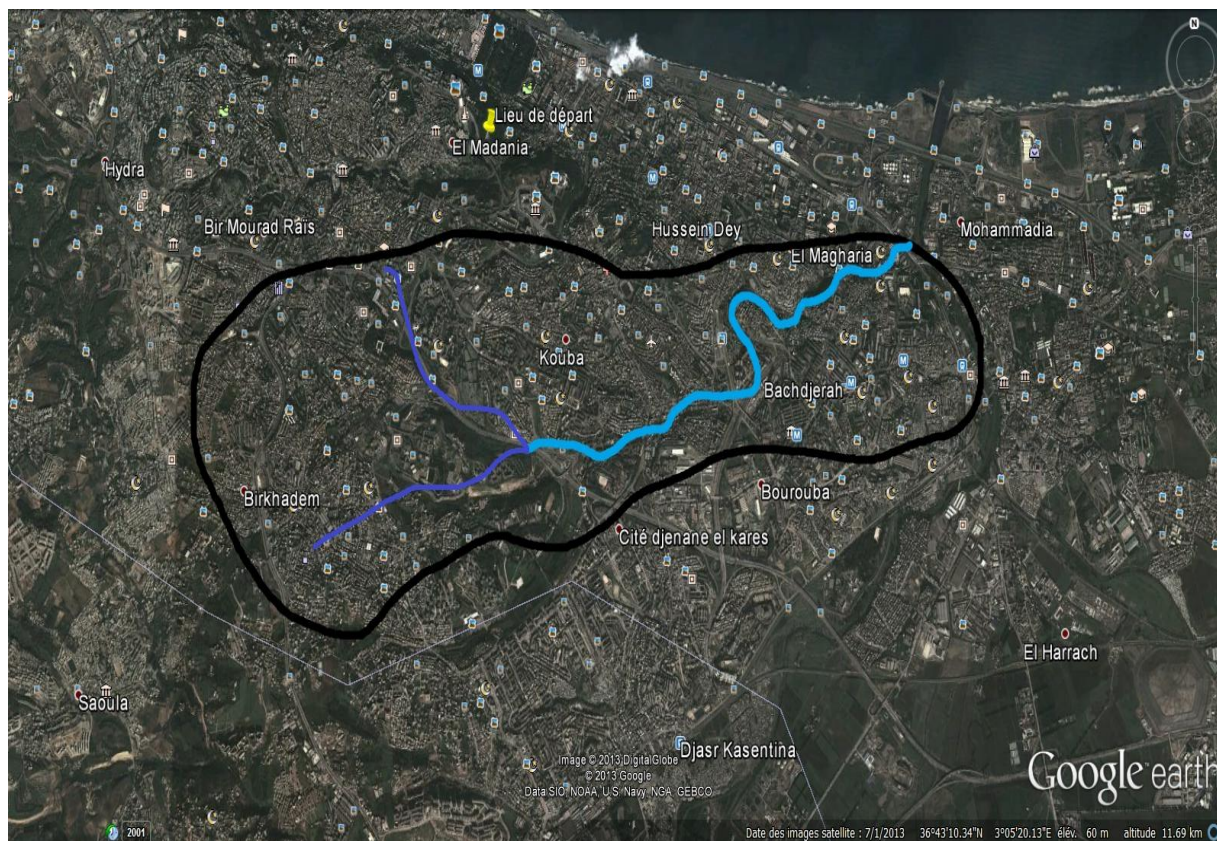 N
Lieu de départ
El Madania
Hydra
Bir Mourad Raïs
Hussein Dey
Mohammadia
El Magharia
Kouba
Bachdjerah
Birkhadem
Bourouba
Cité djenane el kares
El Harrach
Saoula
Djasr Kasentina
Image © 2013 DigitalGlobe
© 2013 Google
Data SIO, NOAA, U.S. Navy, NGA, GEBCO
Google earth
2001
Date des images satellite : 7/1/2013 36°43'10.34"N 3°05'20.13"E élév. 60 m altitude 11.69 km